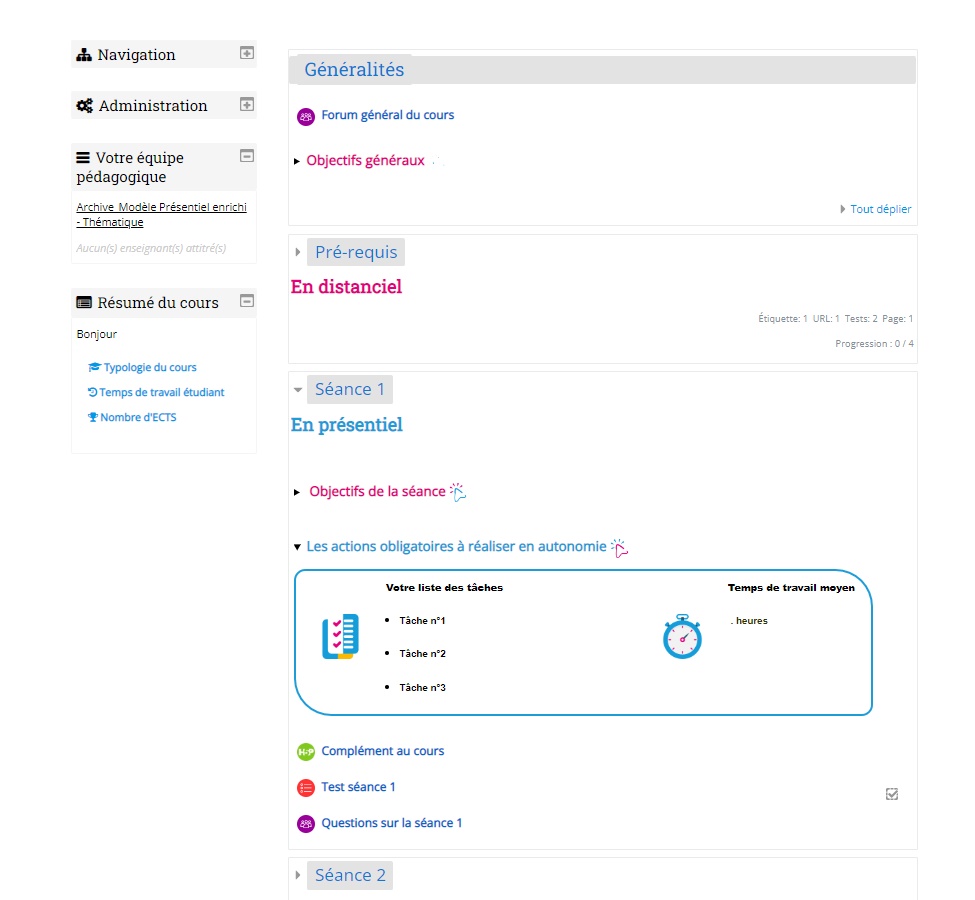 Navigation
Administration
Votre équipe
pédagogique
Archive Modèle Présentiel enrichi
- Thématique
Aucun(s) enseignant(s) attitré(s)
Résumé du cours
Bonjour
Typologie du cours
Temps de travail étudiant
Nombre d'ECTS
Généralités
Forum général du cours
Objectifs généraux
Tout déplier
Pré-requis
En distanciel
Étiquette: 1 URL: 1 Tests: 2 Page: 1
Progression : 0 / 4
Séance 1
En présentiel
Objectifs de la séance
Les actions obligatoires à réaliser en autonomie
Votre liste des tâches
Temps de travail moyen
• Tâche n°1
. heures
• Tâche n°2
• Tâche n°3
H-P Complément au cours
Test séance 1
Questions sur la séance 1
Séance 2